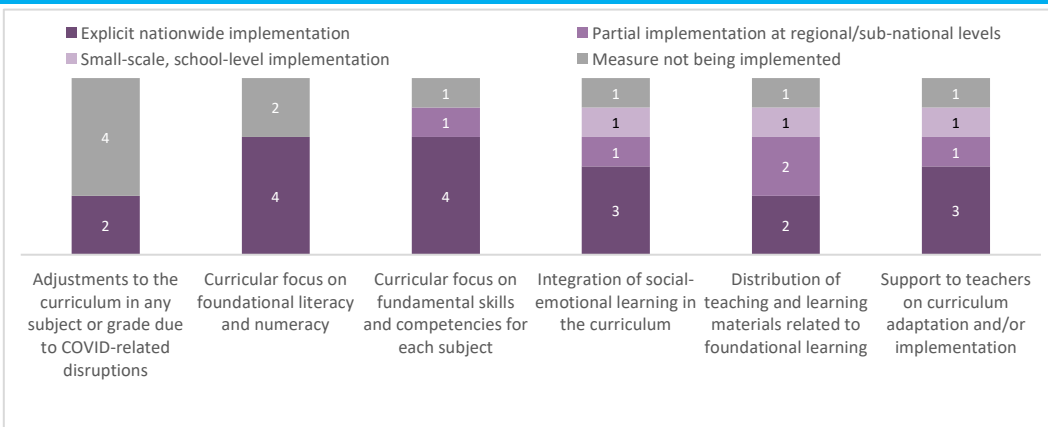 Explicit nationwide implementation
Partial implementation at regional/sub-national levels
Small-scale, school-level implementation
Measure not being implemented
4
2
2
4
1
1
4
1
1
1
3
1
1
2
2
1
1
1
3
Adjustments to the
curriculum in any
subject or grade due
to COVID-related
disruptions
Curricular focus on
foundational literacy
and numeracy
Curricular focus on
fundamental skills
and competencies for
each subject
Integration of social-
emotional learning in
the curriculum
Distribution of
teaching and learning
materials related to
foundational learning
Support to teachers
on curriculum
adaptation and/or
implementation